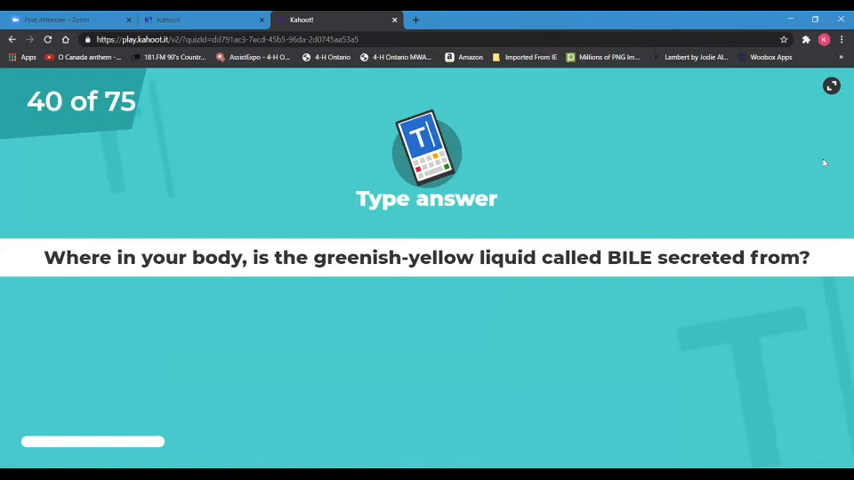 Post Attendee - Zoom
Kahoot!
Kahoot!
https://play.kahoot.it/v2/?quizId=dd791ac3-7ecd-45b5-96da-2d0745aa53a5
Apps
O Canada anthem -...
181.FM 90's Countr...
AssistExpo - 4-H O...
4-H Ontario
4-H Ontario MWA...
Amazon
Imported From IE
Millions of PNG Im...
Lambert by Jodie Al...
Woobox Apps
K
40 of 75
T
Type answer
Where in your body, is the greenish-yellow liquid called BILE secreted from?